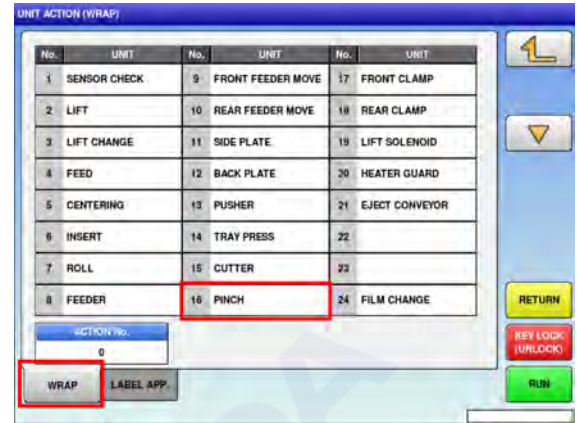 UNIT ACTION (WRAP)
No. UNIT No. UNIT No. UNIT
1 SENSOR CHECK 9 FRONT FEEDER MOVE 17 FRONT CLAMP
2 LIFT 10 REAR FEEDER MOVE 18 REAR CLAMP
3 LIFT CHANGE 11 SIDE PLATE 19 LIFT SOLENOID
4 FEED 12 BACK PLATE 20 HEATER GUARD
5 CENTERING 13 PUSHER 21 EJECT CONVEYOR
6 INSERT 14 TRAY PRESS 22
7 ROLL 15 CUTTER 23
8 FEEDER 16 PINCH 24 FILM CHANGE
RETURN
ACTION No.
0
KEY LOCK
(UNLOCK)
WRAP LABEL APP. RUN